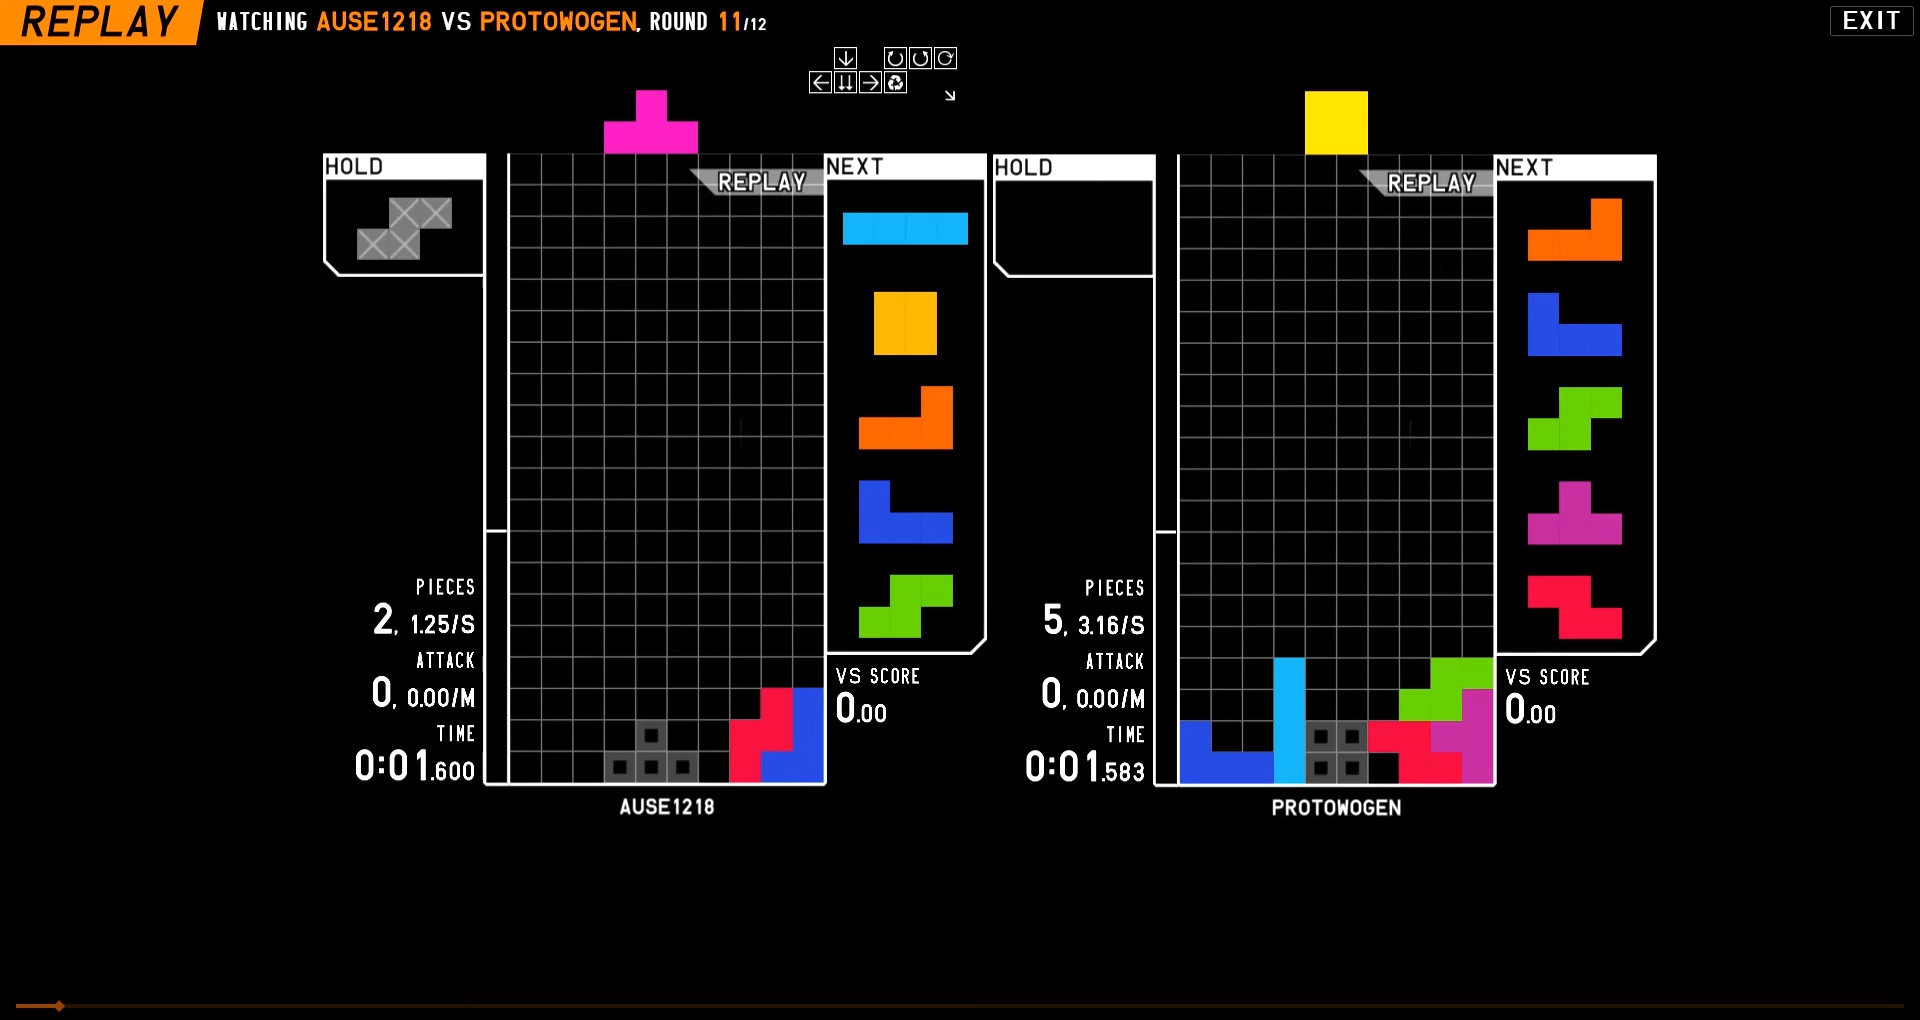 REPLAY
WATCHING AUSE1218 VS PROTOWOGEN, ROUND 11/12
EXIT
HOLD
REPLAY
NEXT
PIECES
2, 1.25/S
ATTACK
0, 0.00/M
TIME
0:01.600
VS SCORE
0.00
AUSE1218
HOLD
REPLAY
NEXT
PIECES
5, 3.16/S
ATTACK
0, 0.00/M
TIME
0:01.583
VS SCORE
0.00
PROTOWOGEN